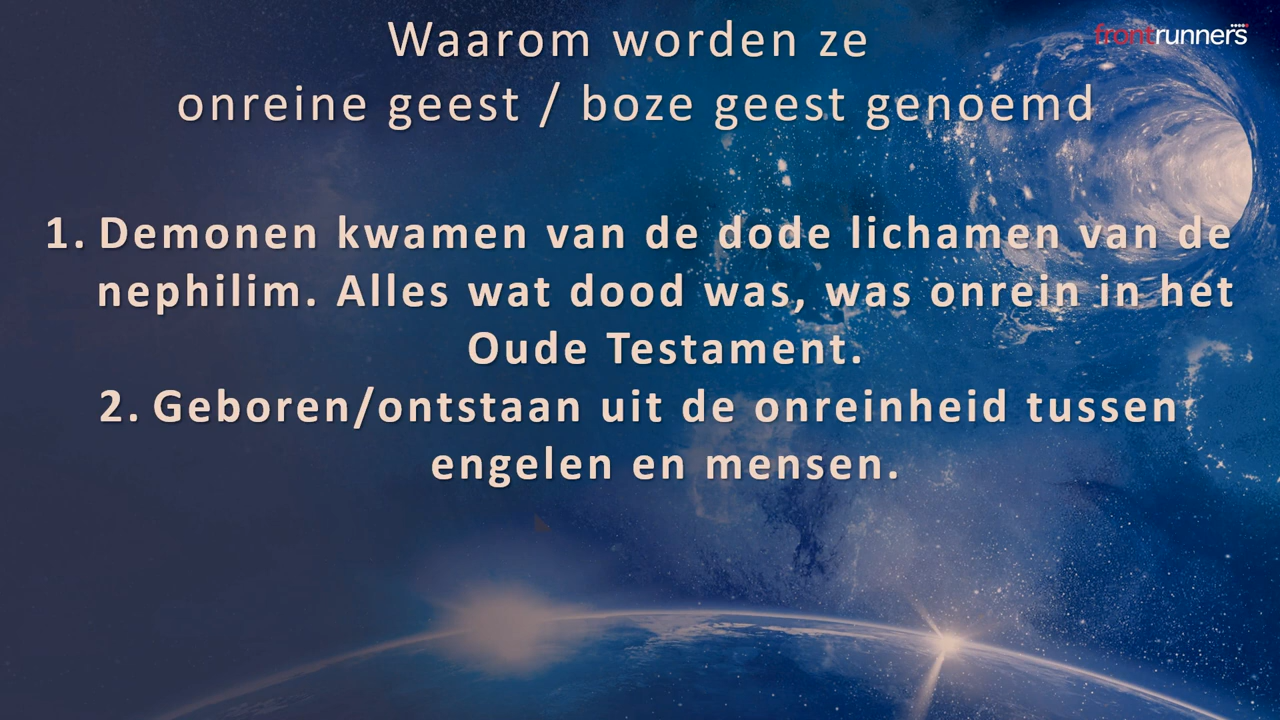 Waarom worden ze
frontrunners
onreine geest / boze geest genoemd
1. Demonen kwamen van de dode lichamen van de
nephilim. Alles wat dood was, was onrein in het
Oude Testament.
2. Geboren/ontstaan uit de onreinheid tussen
engelen en mensen.